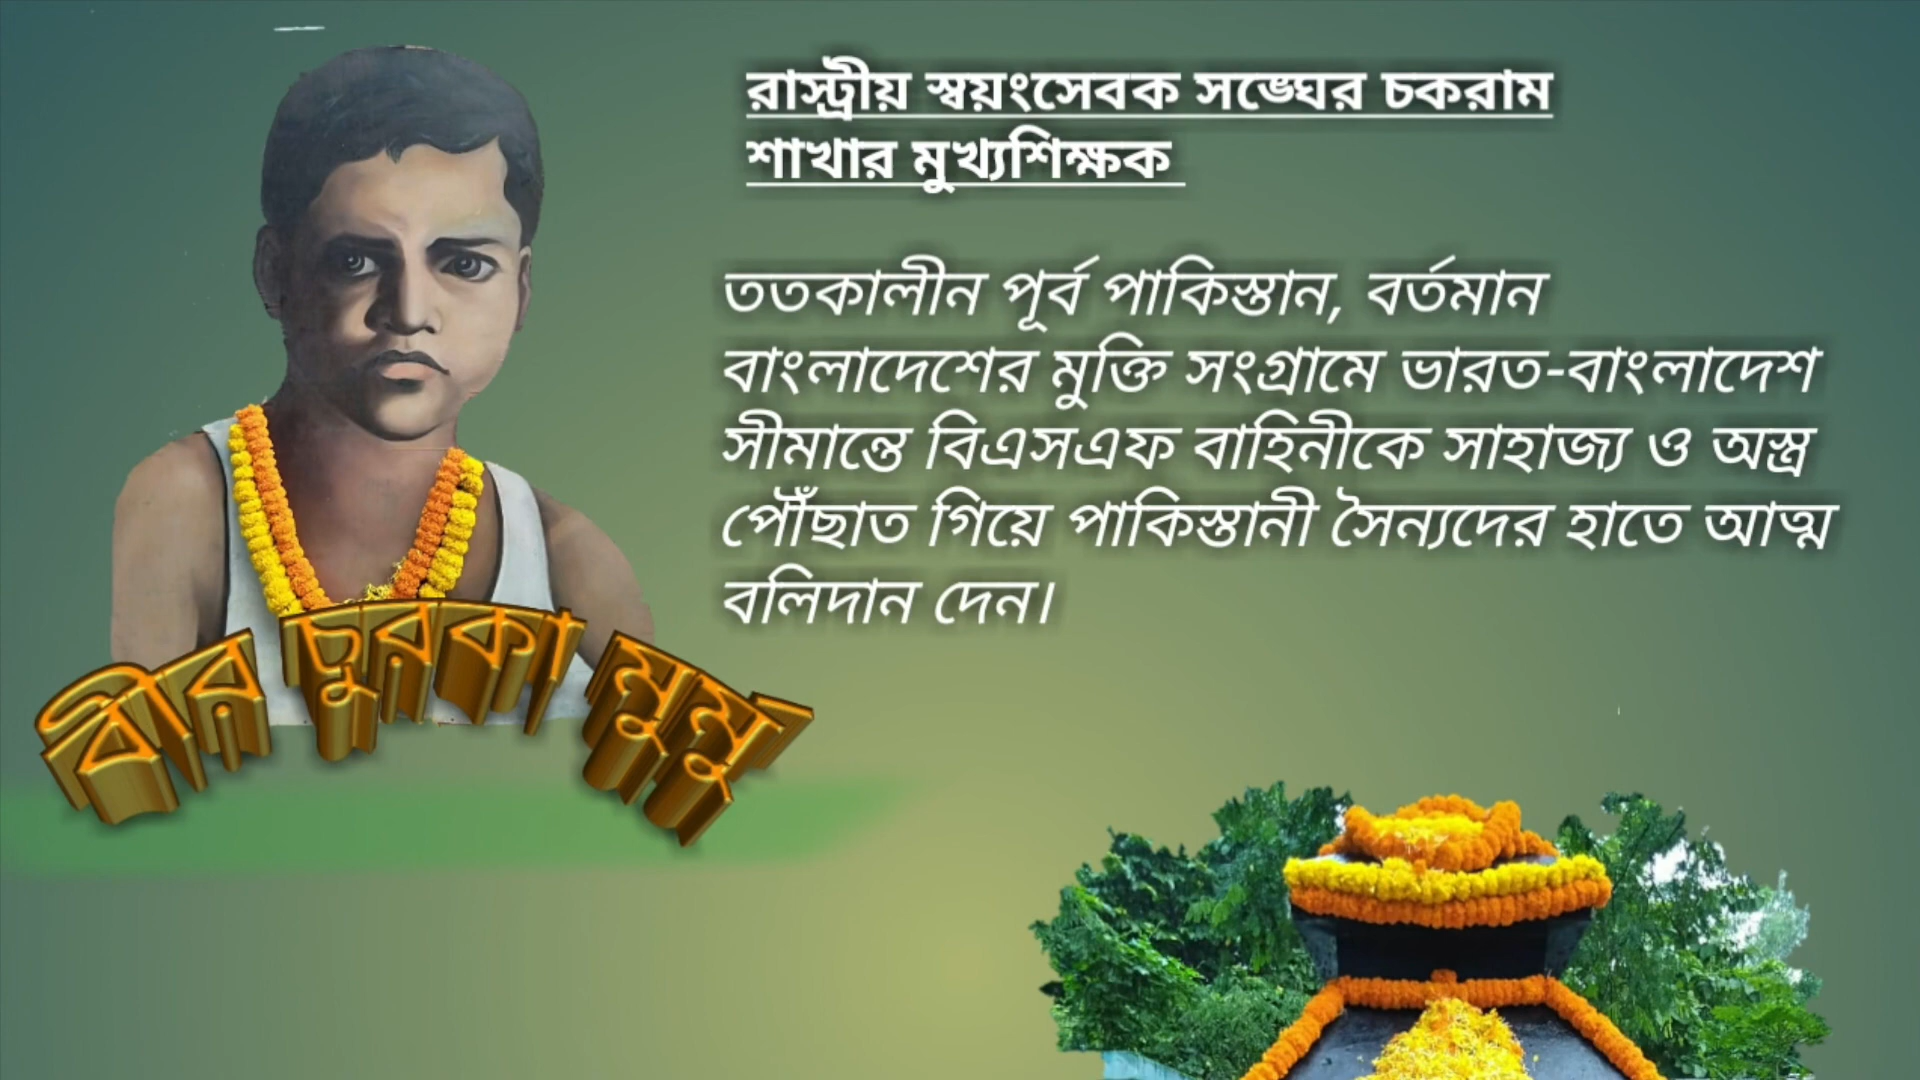 রাস্ট্রীয় স্বয়ংসেবক সঙ্ঘের চকরাম
শাখার মুখ্যশিক্ষক
ততকালীন পূর্ব পাকিস্তান, বর্তমান
বাংলাদেশের মুক্তি সংগ্রামে ভারত-বাংলাদেশ
সীমান্তে বিএসএফ বাহিনীকে সাহাজ্য ও অস্ত্র
পৌঁছাত গিয়ে পাকিস্তানী সৈন্যদের হাতে আত্ম
বলিদান দেন।
বীর চুরকা মুর্মু